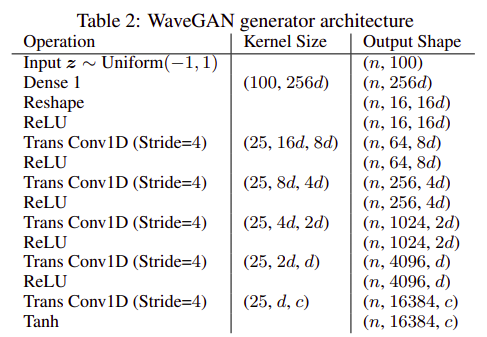 Table 2: WaveGAN generator architecture
Operation Kernel Size Output Shape
Input z ∼ Uniform(−1, 1) (n, 100)
Dense 1 (100, 256d) (n, 256d)
Reshape (n, 16, 16d)
ReLU (n, 16, 16d)
Trans Conv1D (Stride=4) (25, 16d, 8d) (n, 64, 8d)
ReLU (n, 64, 8d)
Trans Conv1D (Stride=4) (25, 8d, 4d) (n, 256, 4d)
ReLU (n, 256, 4d)
Trans Conv1D (Stride=4) (25, 4d, 2d) (n, 1024, 2d)
ReLU (n, 1024, 2d)
Trans Conv1D (Stride=4) (25, 2d, d) (n, 4096, d)
ReLU (n, 4096, d)
Trans Conv1D (Stride=4) (25, d, c) (n, 16384, c)
Tanh (n, 16384, c)